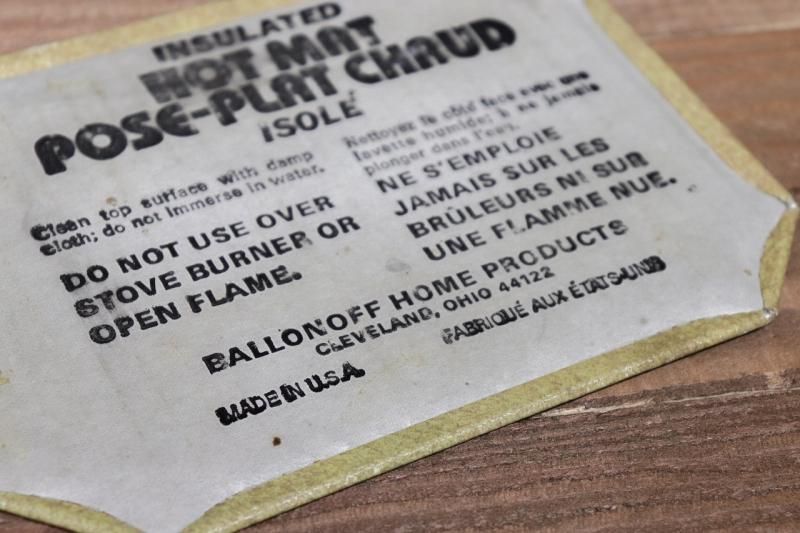 INSULATED
HOT MAT
POSE-PLAT CHAUD
ISOLÉ
Clean top surface with damp
cloth; do not immerse in water.
DO NOT USE OVER
STOVE BURNER OR
OPEN FLAME.
Nettoyez le côté face avec une
lavette humide; à ne jamais
plonger dans l'eau.
NE S'EMPLOIE
JAMAIS SUR LES
BRÛLEURS NI SUR
UNE FLAMME NUE.
BALLONOFF HOME PRODUCTS
CLEVELAND, OHIO 44122
MADE IN U.S.A.
FABRIQUÉ AUX ÉTATS-UNIS